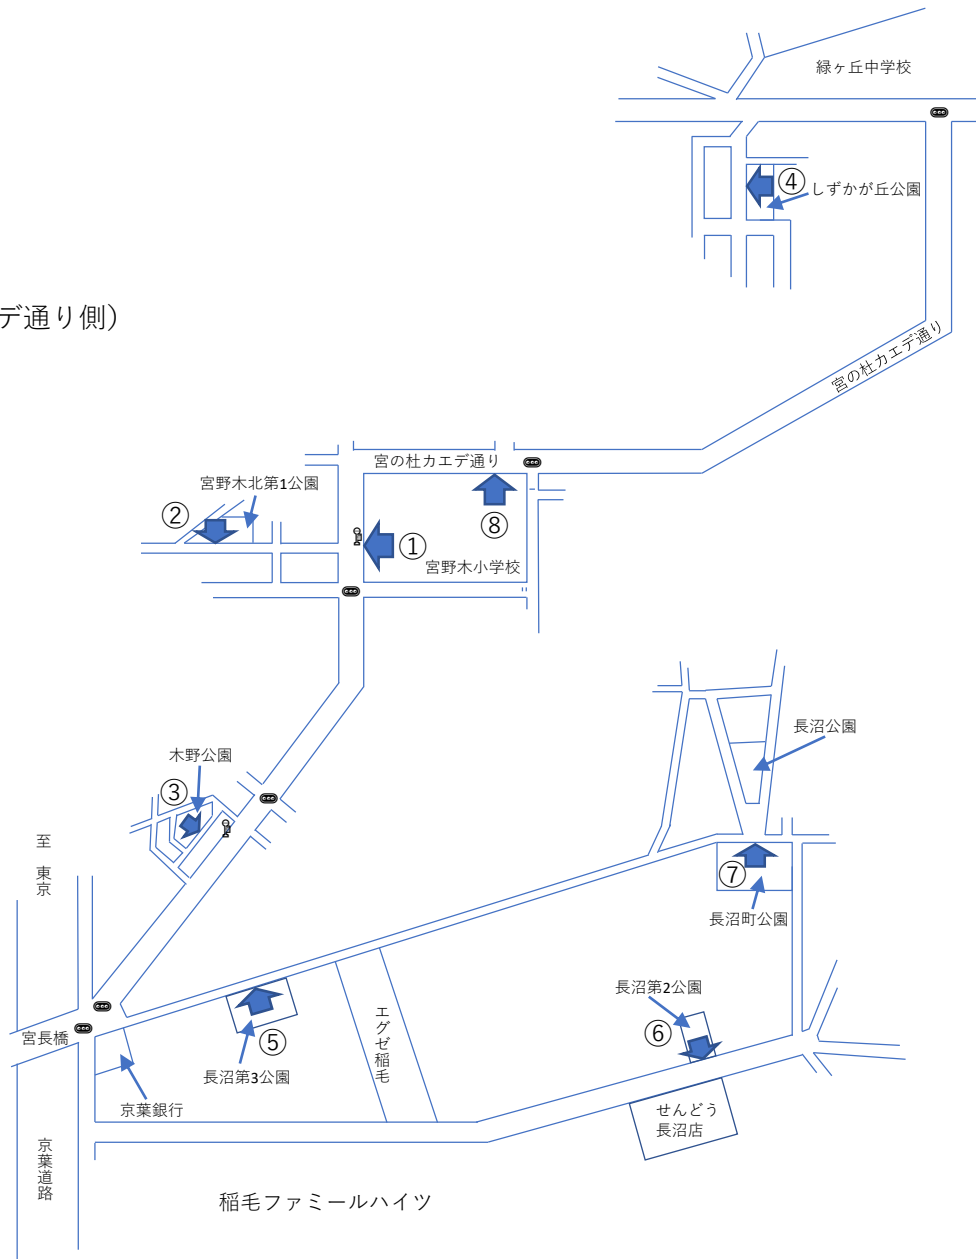 緑ヶ丘中学校
④
しずかが丘公園
デ通り側）
宮の杜カエデ通り
宮の杜カエデ通り
宮野木北第1公園
②
⑧
①
宮野木小学校
長沼公園
木野公園
③
至 東京
⑦
長沼町公園
長沼第2公園
宮長橋
エグゼ稲毛
⑥
⑤
長沼第3公園
京葉銀行
せんどう
長沼店
京葉道路
稲毛ファミールハイツ